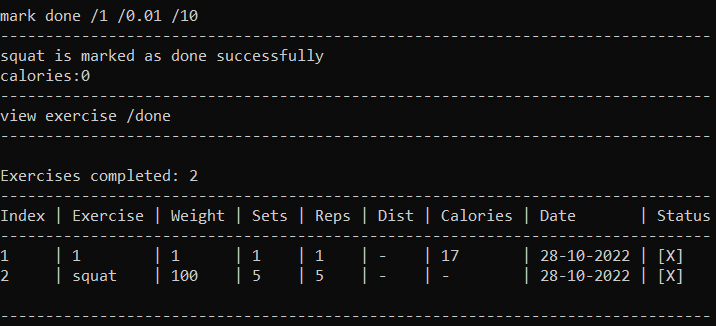 mark done /1 /0.01 /10
--------------------------------------------------------------------------------
squat is marked as done successfully
calories:0
--------------------------------------------------------------------------------
view exercise /done
--------------------------------------------------------------------------------
Exercises completed: 2
--------------------------------------------------------------------------------
Index | Exercise | Weight | Sets | Reps | Dist | Calories | Date       | Status
--------------------------------------------------------------------------------
1     | 1        | 1      | 1    | 1    | -    | 17       | 28-10-2022 | [X]
2     | squat    | 100    | 5    | 5    | -    | -        | 28-10-2022 | [X]
--------------------------------------------------------------------------------